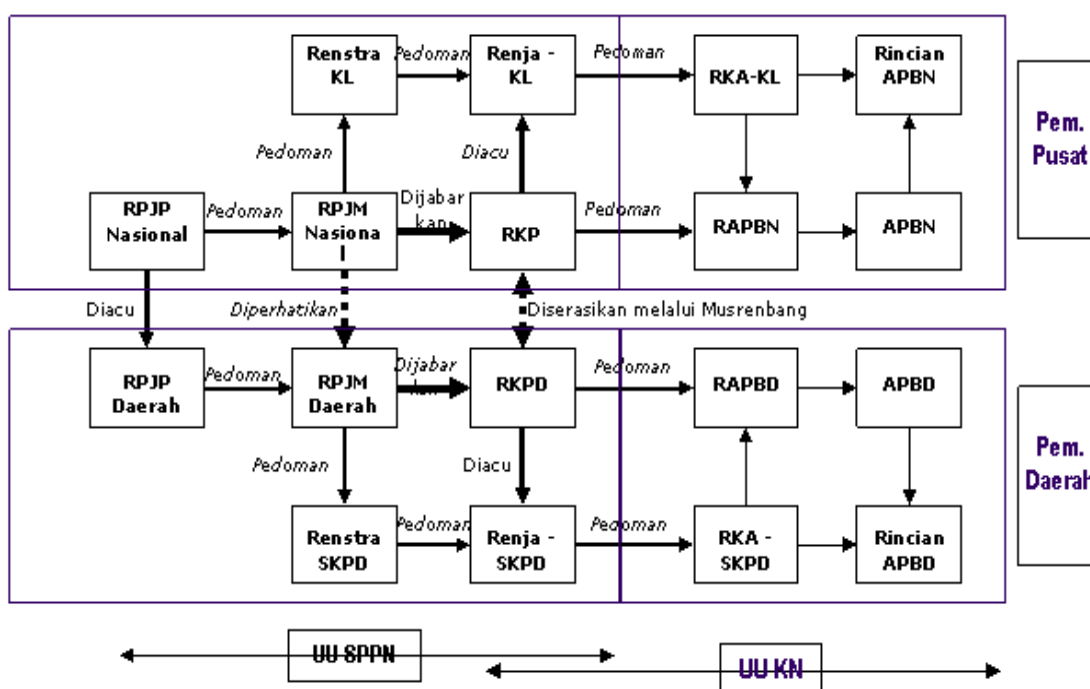 Renstra
KL
Pedoman
Renja -
KL
Pedoman
RKA-KL
Rincian
APBN
Pem.
Pusat
Pedoman
Diacu
RPJP
Nasional
Pedoman
RPJM
Nasiona
Dijabar
kan
RKP
Pedoman
RAPBN
APBN
Diacu
Diperhatikan
Diserasikan melalui Musrenbang
RPJP
Daerah
Pedoman
RPJM
Daerah
Dijabar
kan
RKPD
Pedoman
RAPBD
APBD
Pem.
Daerah
Pedoman
Diacu
Renstra
SKPD
Pedoman
Renja -
SKPD
Pedoman
RKA -
SKPD
Rincian
APBD
UU SPPN
UU KN